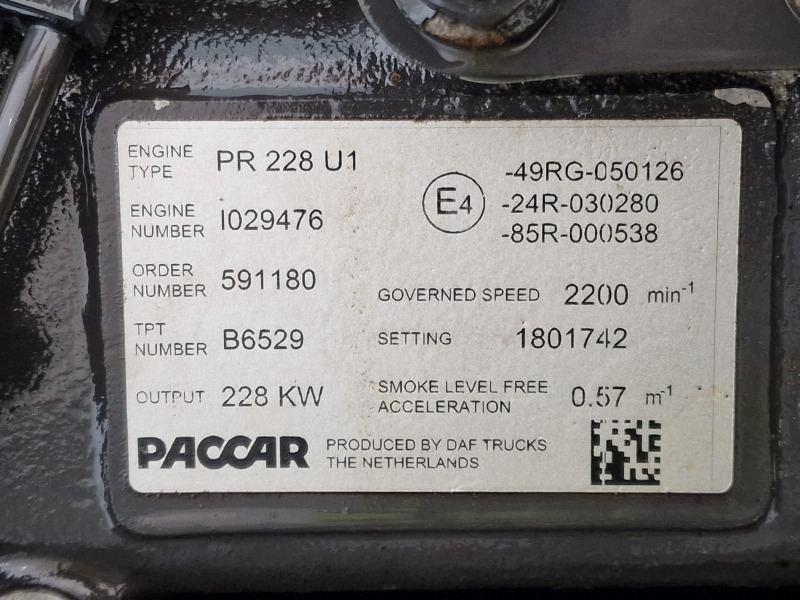 ENGINE TYPE PR 228 U1
ENGINE NUMBER I029476
ORDER NUMBER 591180
TPT NUMBER B6529
OUTPUT 228 KW
E4
-49RG-050126
-24R-030280
-85R-000538
GOVERNED SPEED 2200 min-1
SETTING 1801742
SMOKE LEVEL FREE
ACCELERATION 0.57 m-1
PACCAR
PRODUCED BY DAF TRUCKS
THE NETHERLANDS